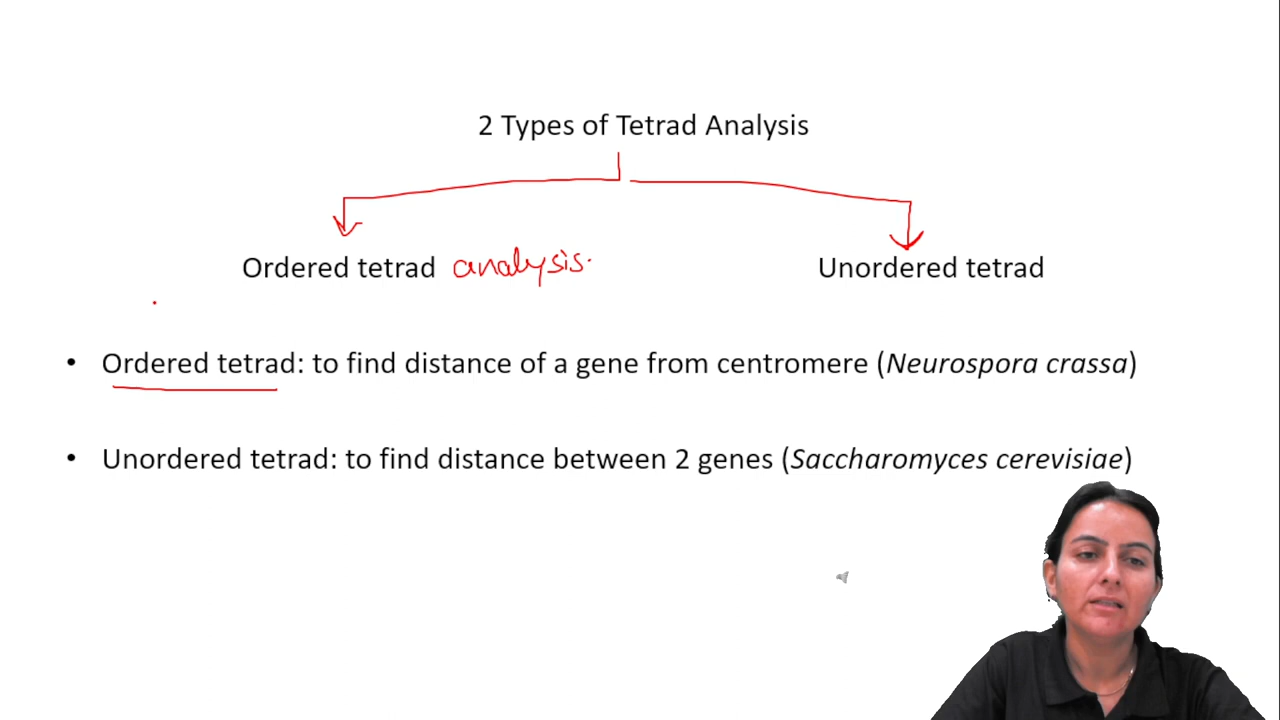 2 Types of Tetrad Analysis
Ordered tetrad analysis. Unordered tetrad
• Ordered tetrad: to find distance of a gene from centromere (Neurospora crassa)
• Unordered tetrad: to find distance between 2 genes (Saccharomyces cerevisiae)